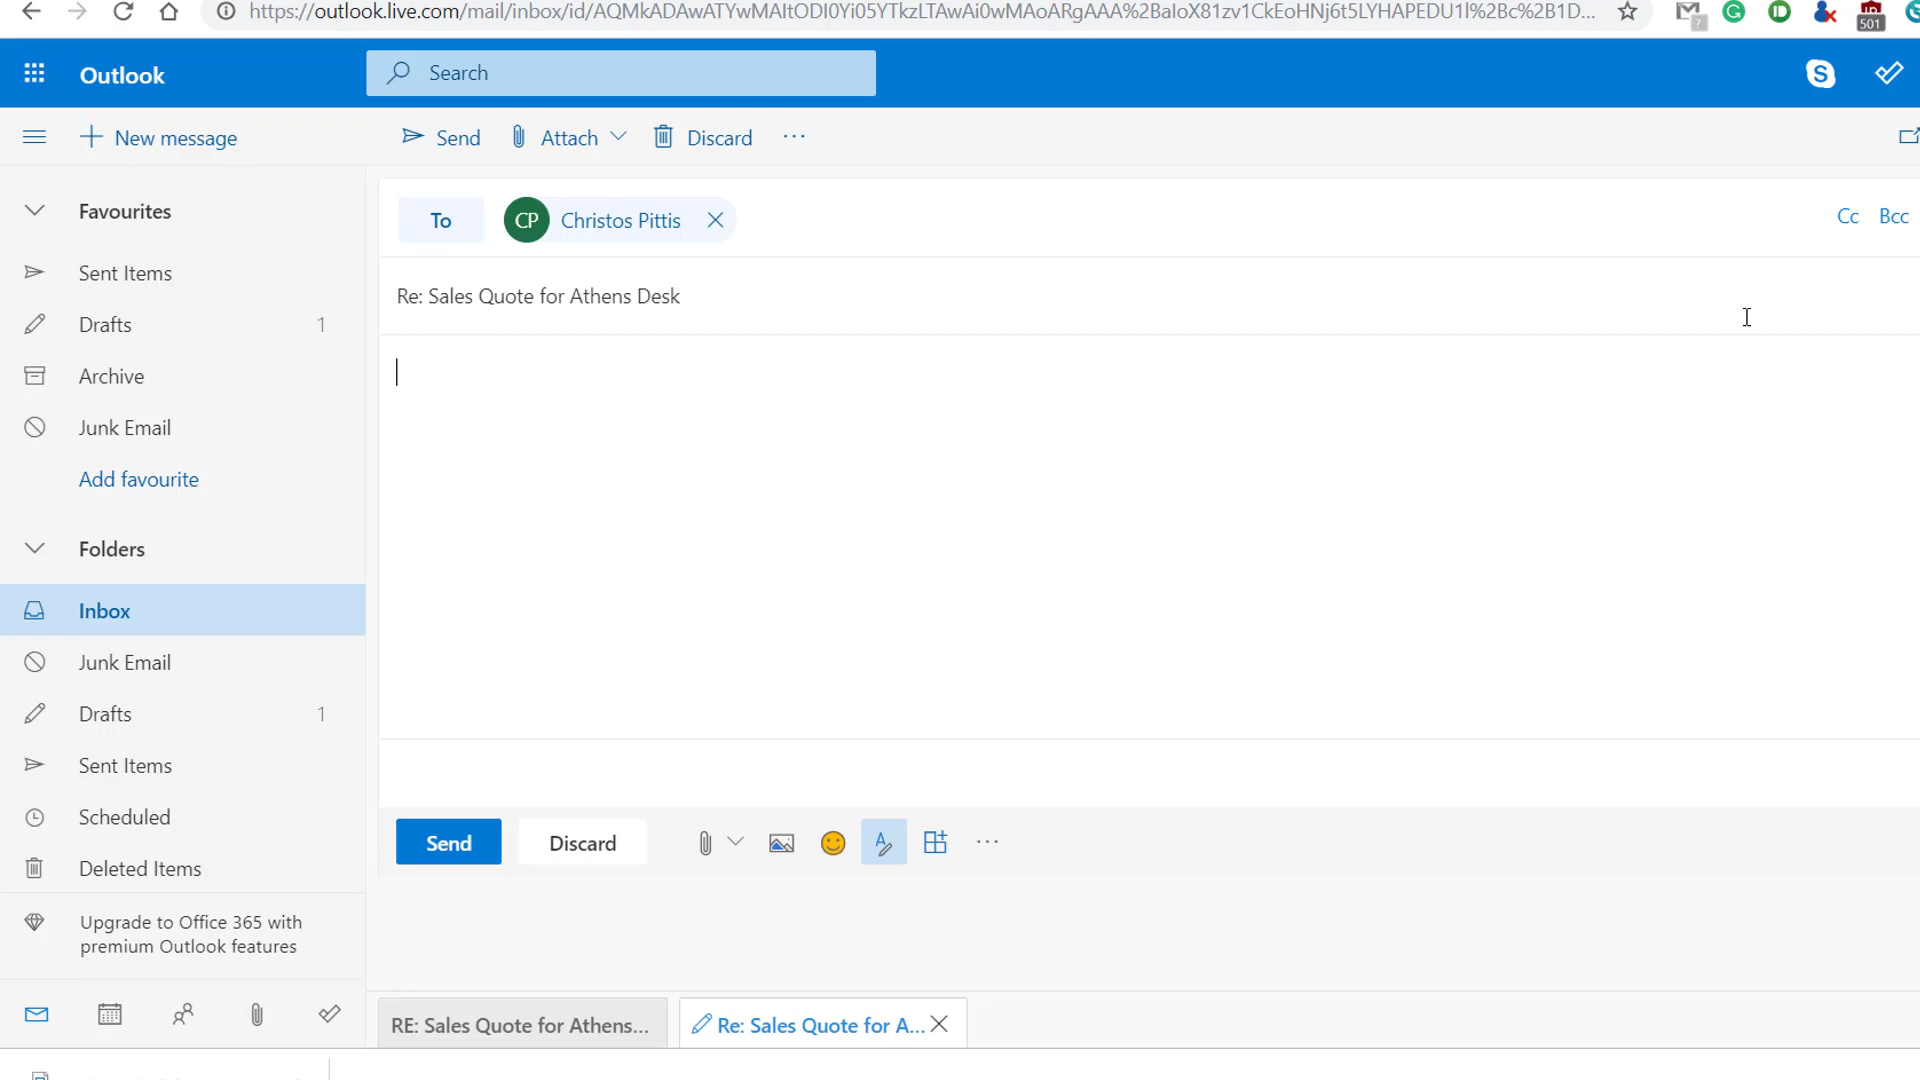 https://outlook.live.com/mail/inbox/id/AQMkADAwATYwMAItODI0Yi05YTkzLTAwAi0wMAoARgAAA%2BaIoX81zv1CkEoHNj6t5LYHAPEDU1l%2Bc%2B1D...
?
501
Outlook
Search
New message
Send
Attach
Discard
...
Favourites
Sent Items
Drafts 1
Archive
Junk Email
Add favourite
Folders
Inbox
Junk Email
Drafts 1
Sent Items
Scheduled
Deleted Items
Upgrade to Office 365 with
premium Outlook features
To
CP Christos Pittis
Cc Bcc
Re: Sales Quote for Athens Desk
Send
Discard
...
RE: Sales Quote for Athens...
Re: Sales Quote for A...